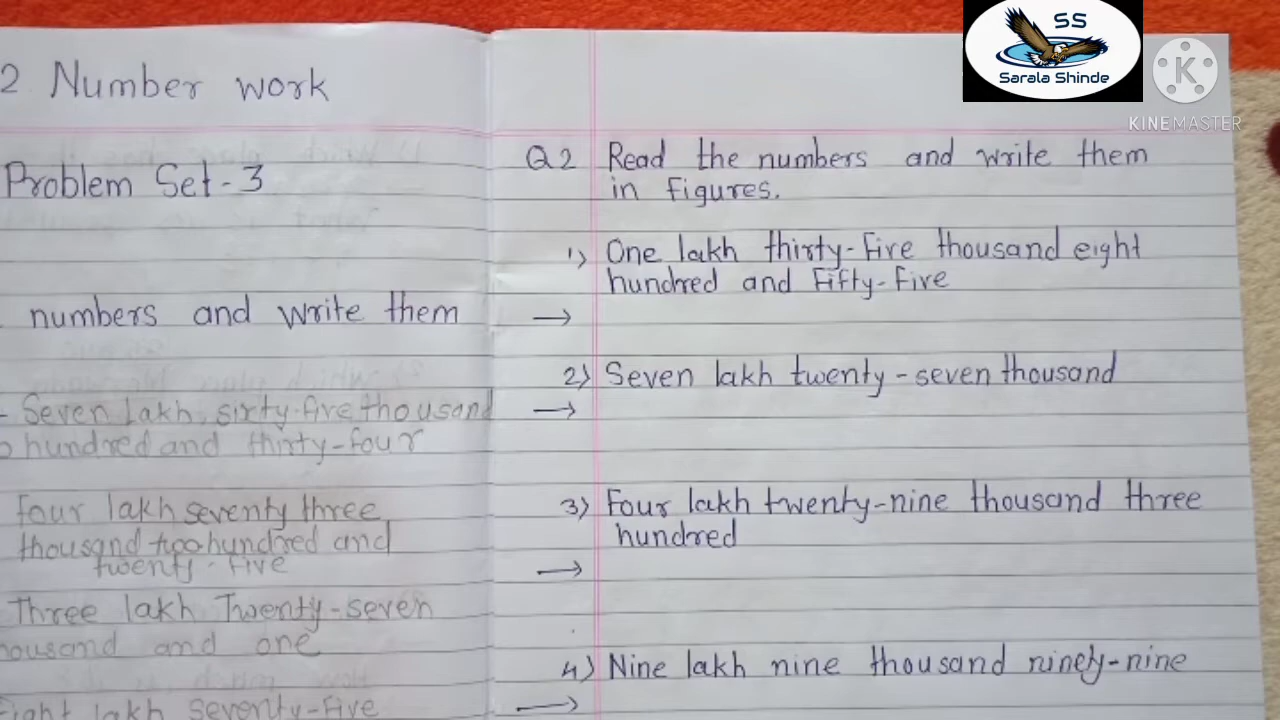 2 Number work
Problem Set-3
numbers and write them
- Seven lakh, sixty-five thousand
hundred and thirty-four
four lakh seventy three
thousand two hundred and
twenty-five
Three lakh Twenty-seven
and one
lakh seventy-five
Q2 Read the numbers and write them
in figures.
1) One lakh thirty-five thousand eight
hundred and fifty-five
→
2) Seven lakh twenty-seven thousand
→
3) Four lakh twenty-nine thousand three
hundred
→
4) Nine lakh nine thousand ninety-nine
→
SS
Sarala Shinde
K
KINEMASTER